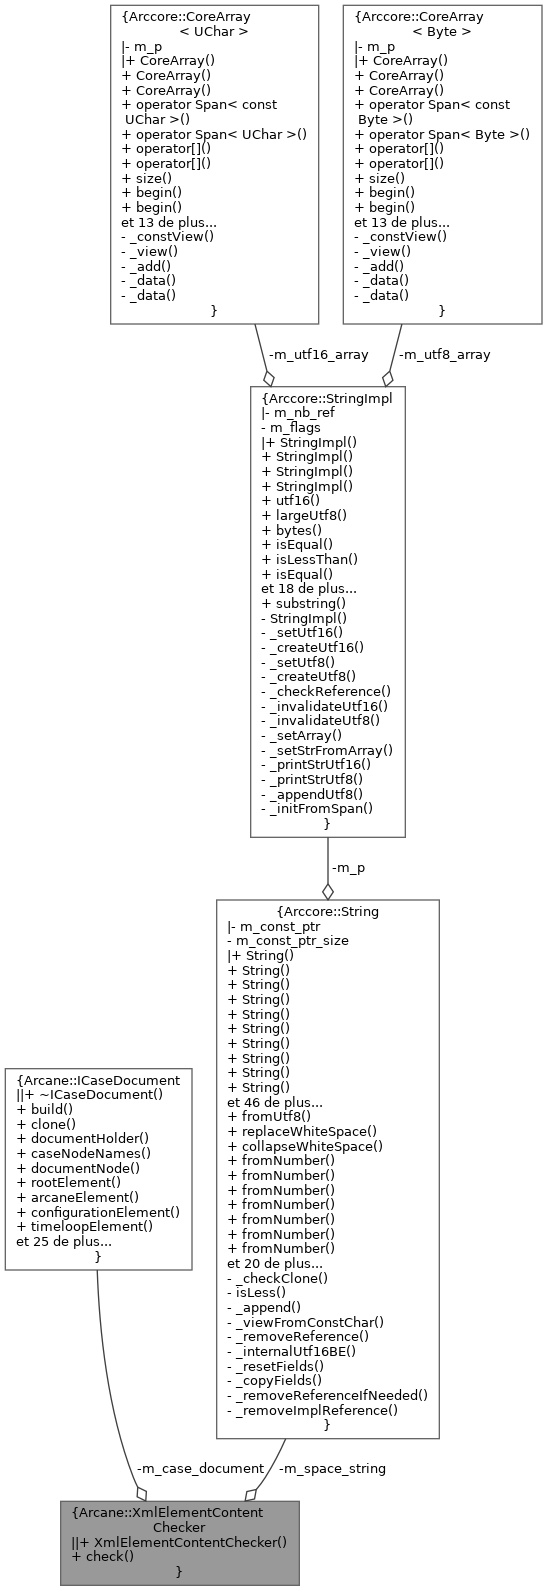 {Arccore::CoreArray
< UChar >
|- m_p
|+ CoreArray()
+ CoreArray()
+ CoreArray()
+ operator Span< const
UChar >()
+ operator Span< UChar >()
+ operator[]()
+ operator[]()
+ size()
+ begin()
+ begin()
et 13 de plus...
- _constView()
- _view()
- _add()
- _data()
- _data()
}
{Arccore::CoreArray
< Byte >
|- m_p
|+ CoreArray()
+ CoreArray()
+ CoreArray()
+ operator Span< const
Byte >()
+ operator Span< Byte >()
+ operator[]()
+ operator[]()
+ size()
+ begin()
+ begin()
et 13 de plus...
- _constView()
- _view()
- _add()
- _data()
- _data()
}
-m_utf16_array
-m_utf8_array
{Arccore::StringImpl
|- m_nb_ref
- m_flags
|+ StringImpl()
+ StringImpl()
+ StringImpl()
+ StringImpl()
+ utf16()
+ largeUtf8()
+ bytes()
+ isEqual()
+ isLessThan()
+ isEqual()
et 18 de plus...
+ substring()
- StringImpl()
- _setUtf16()
- _createUtf16()
- _setUtf8()
- _createUtf8()
- _checkReference()
- _invalidateUtf16()
- _invalidateUtf8()
- _setArray()
- _setStrFromArray()
- _printStrUtf16()
- _printStrUtf8()
- _appendUtf8()
- _initFromSpan()
}
-m_p
{Arccore::String
|- m_const_ptr
- m_const_ptr_size
|+ String()
+ String()
+ String()
+ String()
+ String()
+ String()
+ String()
+ String()
+ String()
+ String()
et 46 de plus...
+ fromUtf8()
+ replaceWhiteSpace()
+ collapseWhiteSpace()
+ fromNumber()
+ fromNumber()
+ fromNumber()
+ fromNumber()
+ fromNumber()
+ fromNumber()
+ fromNumber()
et 20 de plus...
- _checkClone()
- isLess()
- _append()
- _viewFromConstChar()
- _removeReference()
- _internalUtf16BE()
- _resetFields()
- _copyFields()
- _removeReferenceIfNeeded()
- _removeImplReference()
}
{Arcane::ICaseDocument
||+ ~ICaseDocument()
+ build()
+ clone()
+ documentHolder()
+ caseNodeNames()
+ documentNode()
+ rootElement()
+ arcaneElement()
+ configurationElement()
+ timeloopElement()
et 25 de plus...
}
-m_case_document
-m_space_string
{Arcane::XmlElementContent
Checker
||+ XmlElementContentChecker()
+ check()
}